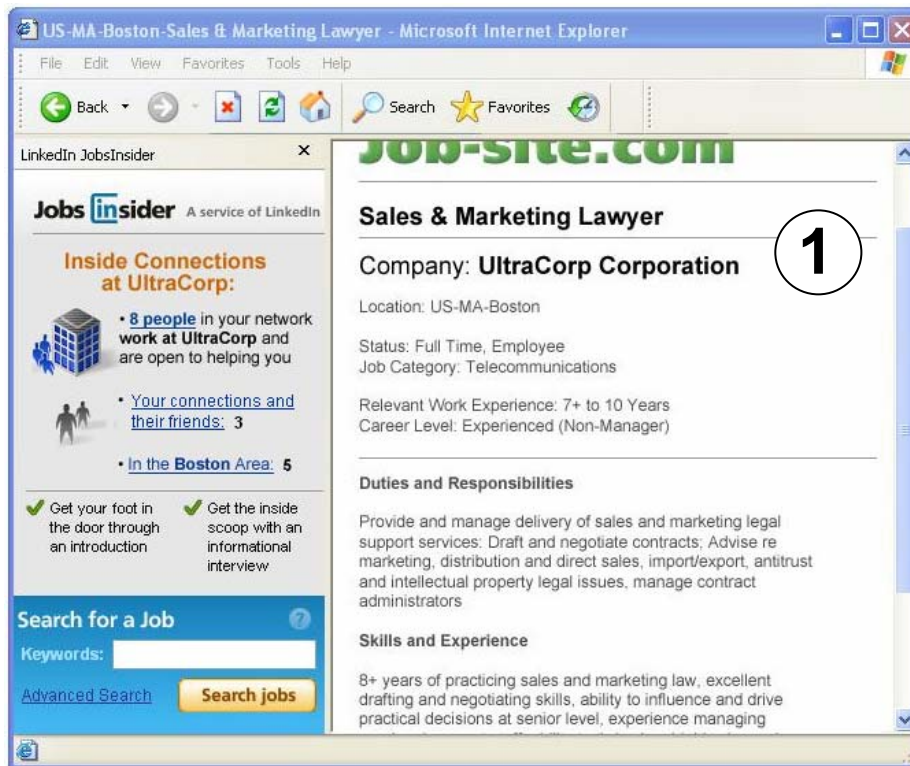 US-MA-Boston-Sales & Marketing Lawyer - Microsoft Internet Explorer
File Edit View Favorites Tools Help
Back Search Favorites
LinkedIn JobsInsider x
Jobs insider A service of LinkedIn
Inside Connections
at UltraCorp:
• 8 people in your network
work at UltraCorp and
are open to helping you
• Your connections and
their friends: 3
• In the Boston Area: 5
Get your foot in
the door through
an introduction
Get the inside
scoop with an
informational
interview
Search for a Job ?
Keywords:
Advanced Search Search jobs
Job-site.com
Sales & Marketing Lawyer
1
Company: UltraCorp Corporation
Location: US-MA-Boston
Status: Full Time, Employee
Job Category: Telecommunications
Relevant Work Experience: 7+ to 10 Years
Career Level: Experienced (Non-Manager)
Duties and Responsibilities
Provide and manage delivery of sales and marketing legal
support services: Draft and negotiate contracts; Advise re
marketing, distribution and direct sales, import/export, antitrust
and intellectual property legal issues, manage contract
administrators
Skills and Experience
8+ years of practicing sales and marketing law, excellent
drafting and negotiating skills, ability to influence and drive
practical decisions at senior level, experience managing